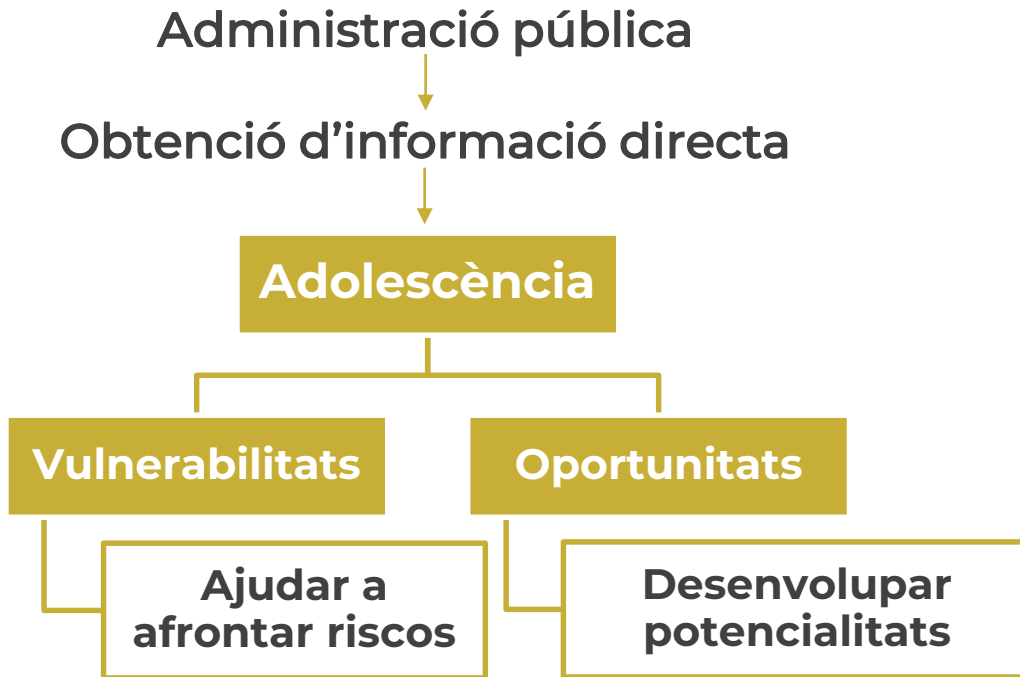 Administració pública
Obtenció d’informació directa
Adolescència
Vulnerabilitats
Oportunitats
Ajudar a
afrontar riscos
Desenvolupar
potencialitats